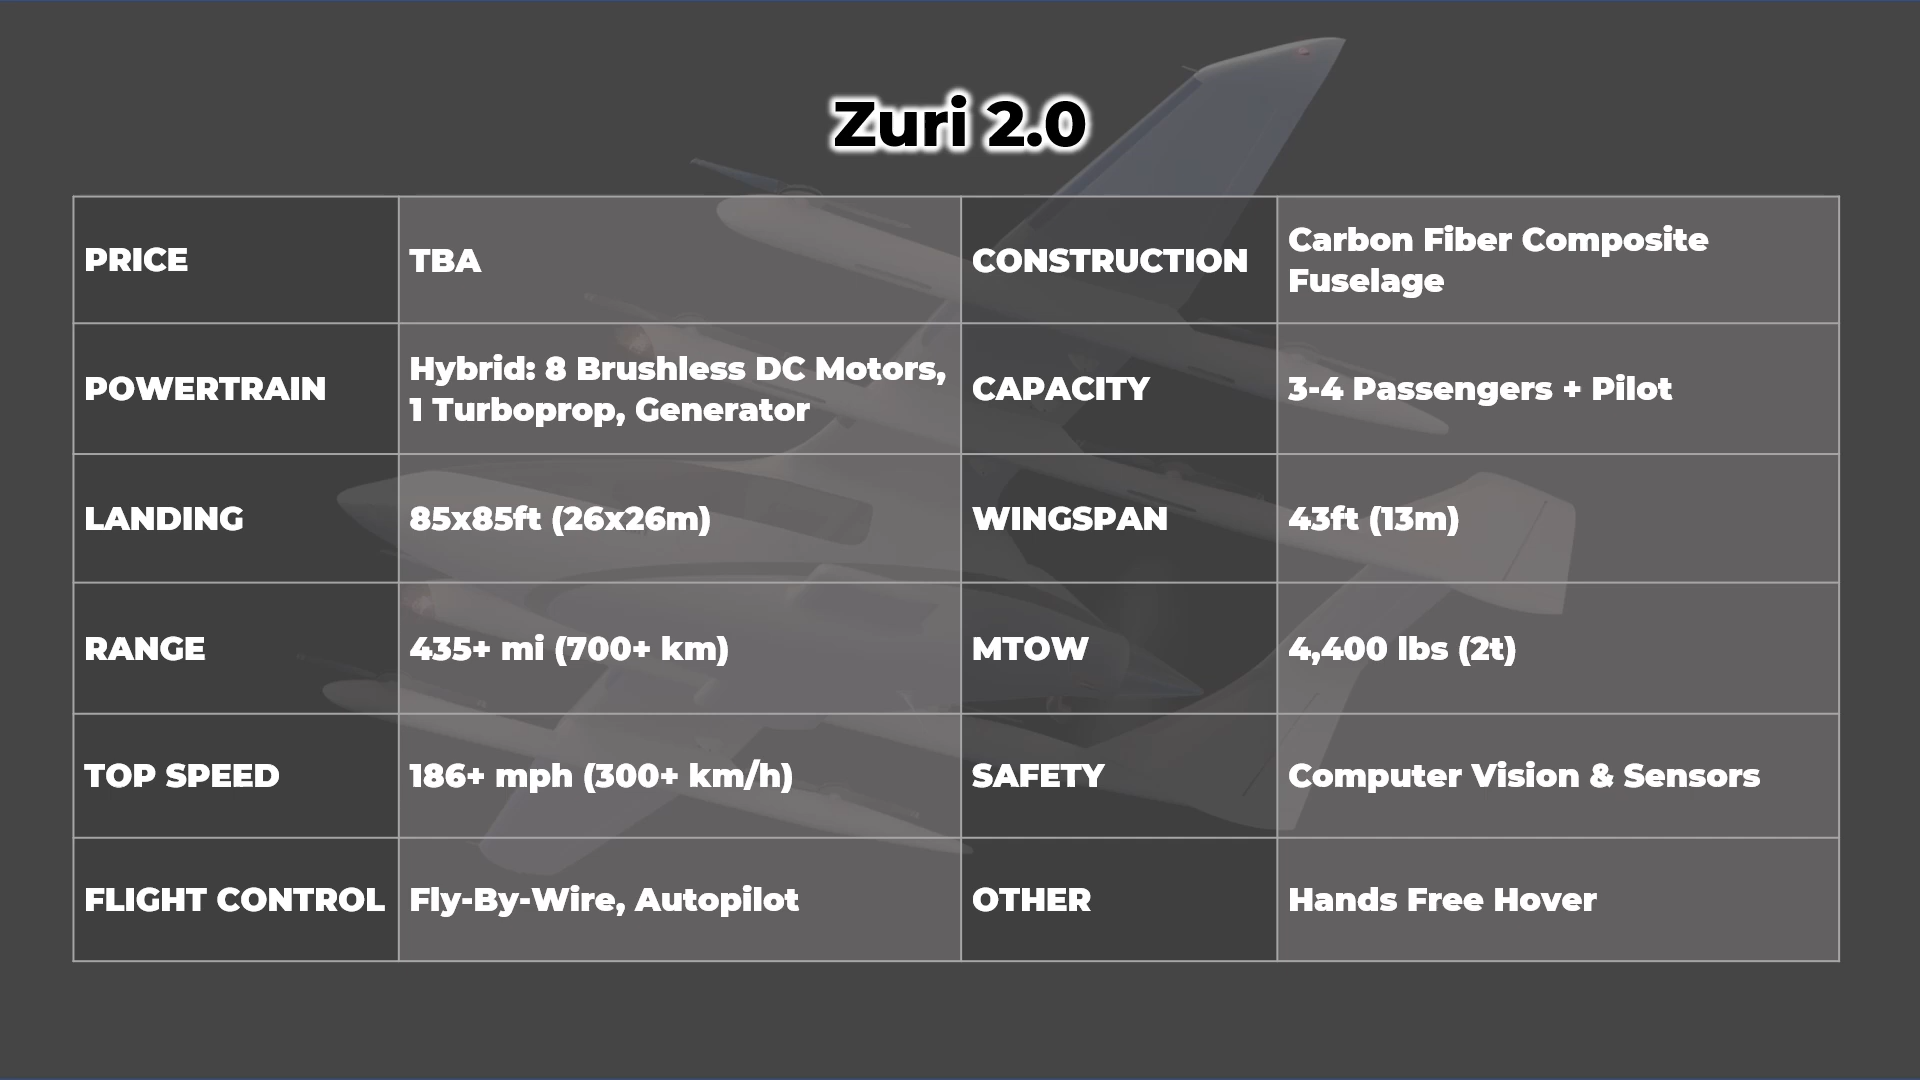 Zuri 2.0
PRICE
TBA
CONSTRUCTION
Carbon Fiber Composite
Fuselage
POWERTRAIN
Hybrid: 8 Brushless DC Motors,
1 Turboprop, Generator
CAPACITY
3-4 Passengers + Pilot
LANDING
85x85ft (26x26m)
WINGSPAN
43ft (13m)
RANGE
435+ mi (700+ km)
MTOW
4,400 lbs (2t)
TOP SPEED
186+ mph (300+ km/h)
SAFETY
Computer Vision & Sensors
FLIGHT CONTROL
Fly-By-Wire, Autopilot
OTHER
Hands Free Hover